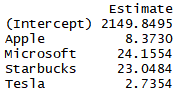 Estimate
(Intercept) 2149.8495
Apple 8.3730
Microsoft 24.1554
Starbucks 23.0484
Tesla 2.7354